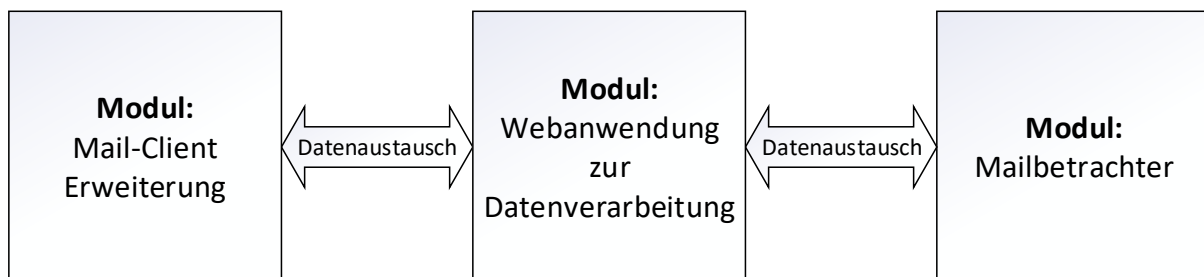 Modul:
Mail-Client
Erweiterung
Datenaustausch
Modul:
Webanwendung
zur
Datenverarbeitung
Datenaustausch
Modul:
Mailbetrachter